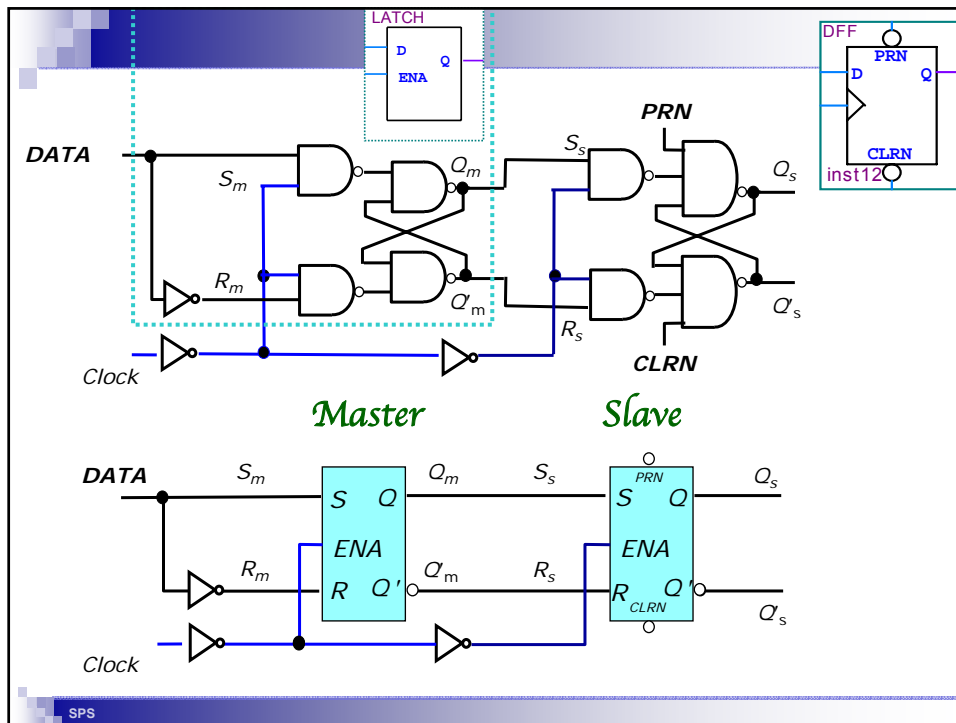 LATCH
D Q
ENA
DFF
PRN
D Q
CLRN
inst12
PRN
DATA
Sm
Qm
Ss
Qs
Rm
Q'm
Rs
Q's
Clock
CLRN
Master Slave
DATA
Sm Qm Ss Qs
S Q PRN S Q
ENA ENA
Rm Q'm Rs
R Q' R Q'
CLRN
Q's
Clock
SPS